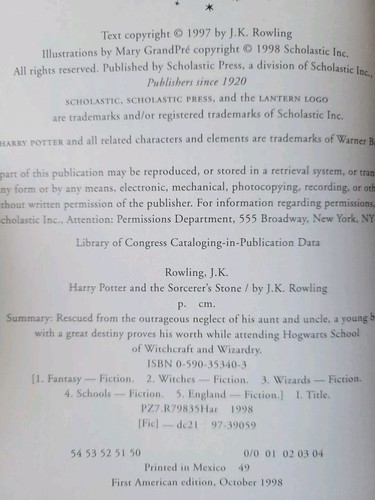 Text copyright © 1997 by J.K. Rowling
Illustrations by Mary GrandPré copyright © 1998 Scholastic Inc.
All rights reserved. Published by Scholastic Press, a division of Scholastic Inc.,
Publishers since 1920
SCHOLASTIC, SCHOLASTIC PRESS, and the LANTERN LOGO
are trademarks and/or registered trademarks of Scholastic Inc.
HARRY POTTER and all related characters and elements are trademarks of Warner B
part of this publication may be reproduced, or stored in a retrieval system, or tran
ny form or by any means, electronic, mechanical, photocopying, recording, or oth
thout written permission of the publisher. For information regarding permissions,
cholastic Inc., Attention: Permissions Department, 555 Broadway, New York, NY
Library of Congress Cataloging-in-Publication Data
Rowling, J.K.
Harry Potter and the Sorcerer's Stone / by J.K. Rowling
p. cm.
Summary: Rescued from the outrageous neglect of his aunt and uncle, a young b
with a great destiny proves his worth while attending Hogwarts School
of Witchcraft and Wizardry.
ISBN 0-590-35340-3
[1. Fantasy — Fiction. 2. Witches — Fiction. 3. Wizards — Fiction.
4. Schools — Fiction. 5. England — Fiction.] I. Title.
PZ7.R79835Har 1998
[Fic] — dc21 97-39059
54 53 52 51 50 0/0 01 02 03 04
Printed in Mexico 49
First American edition, October 1998